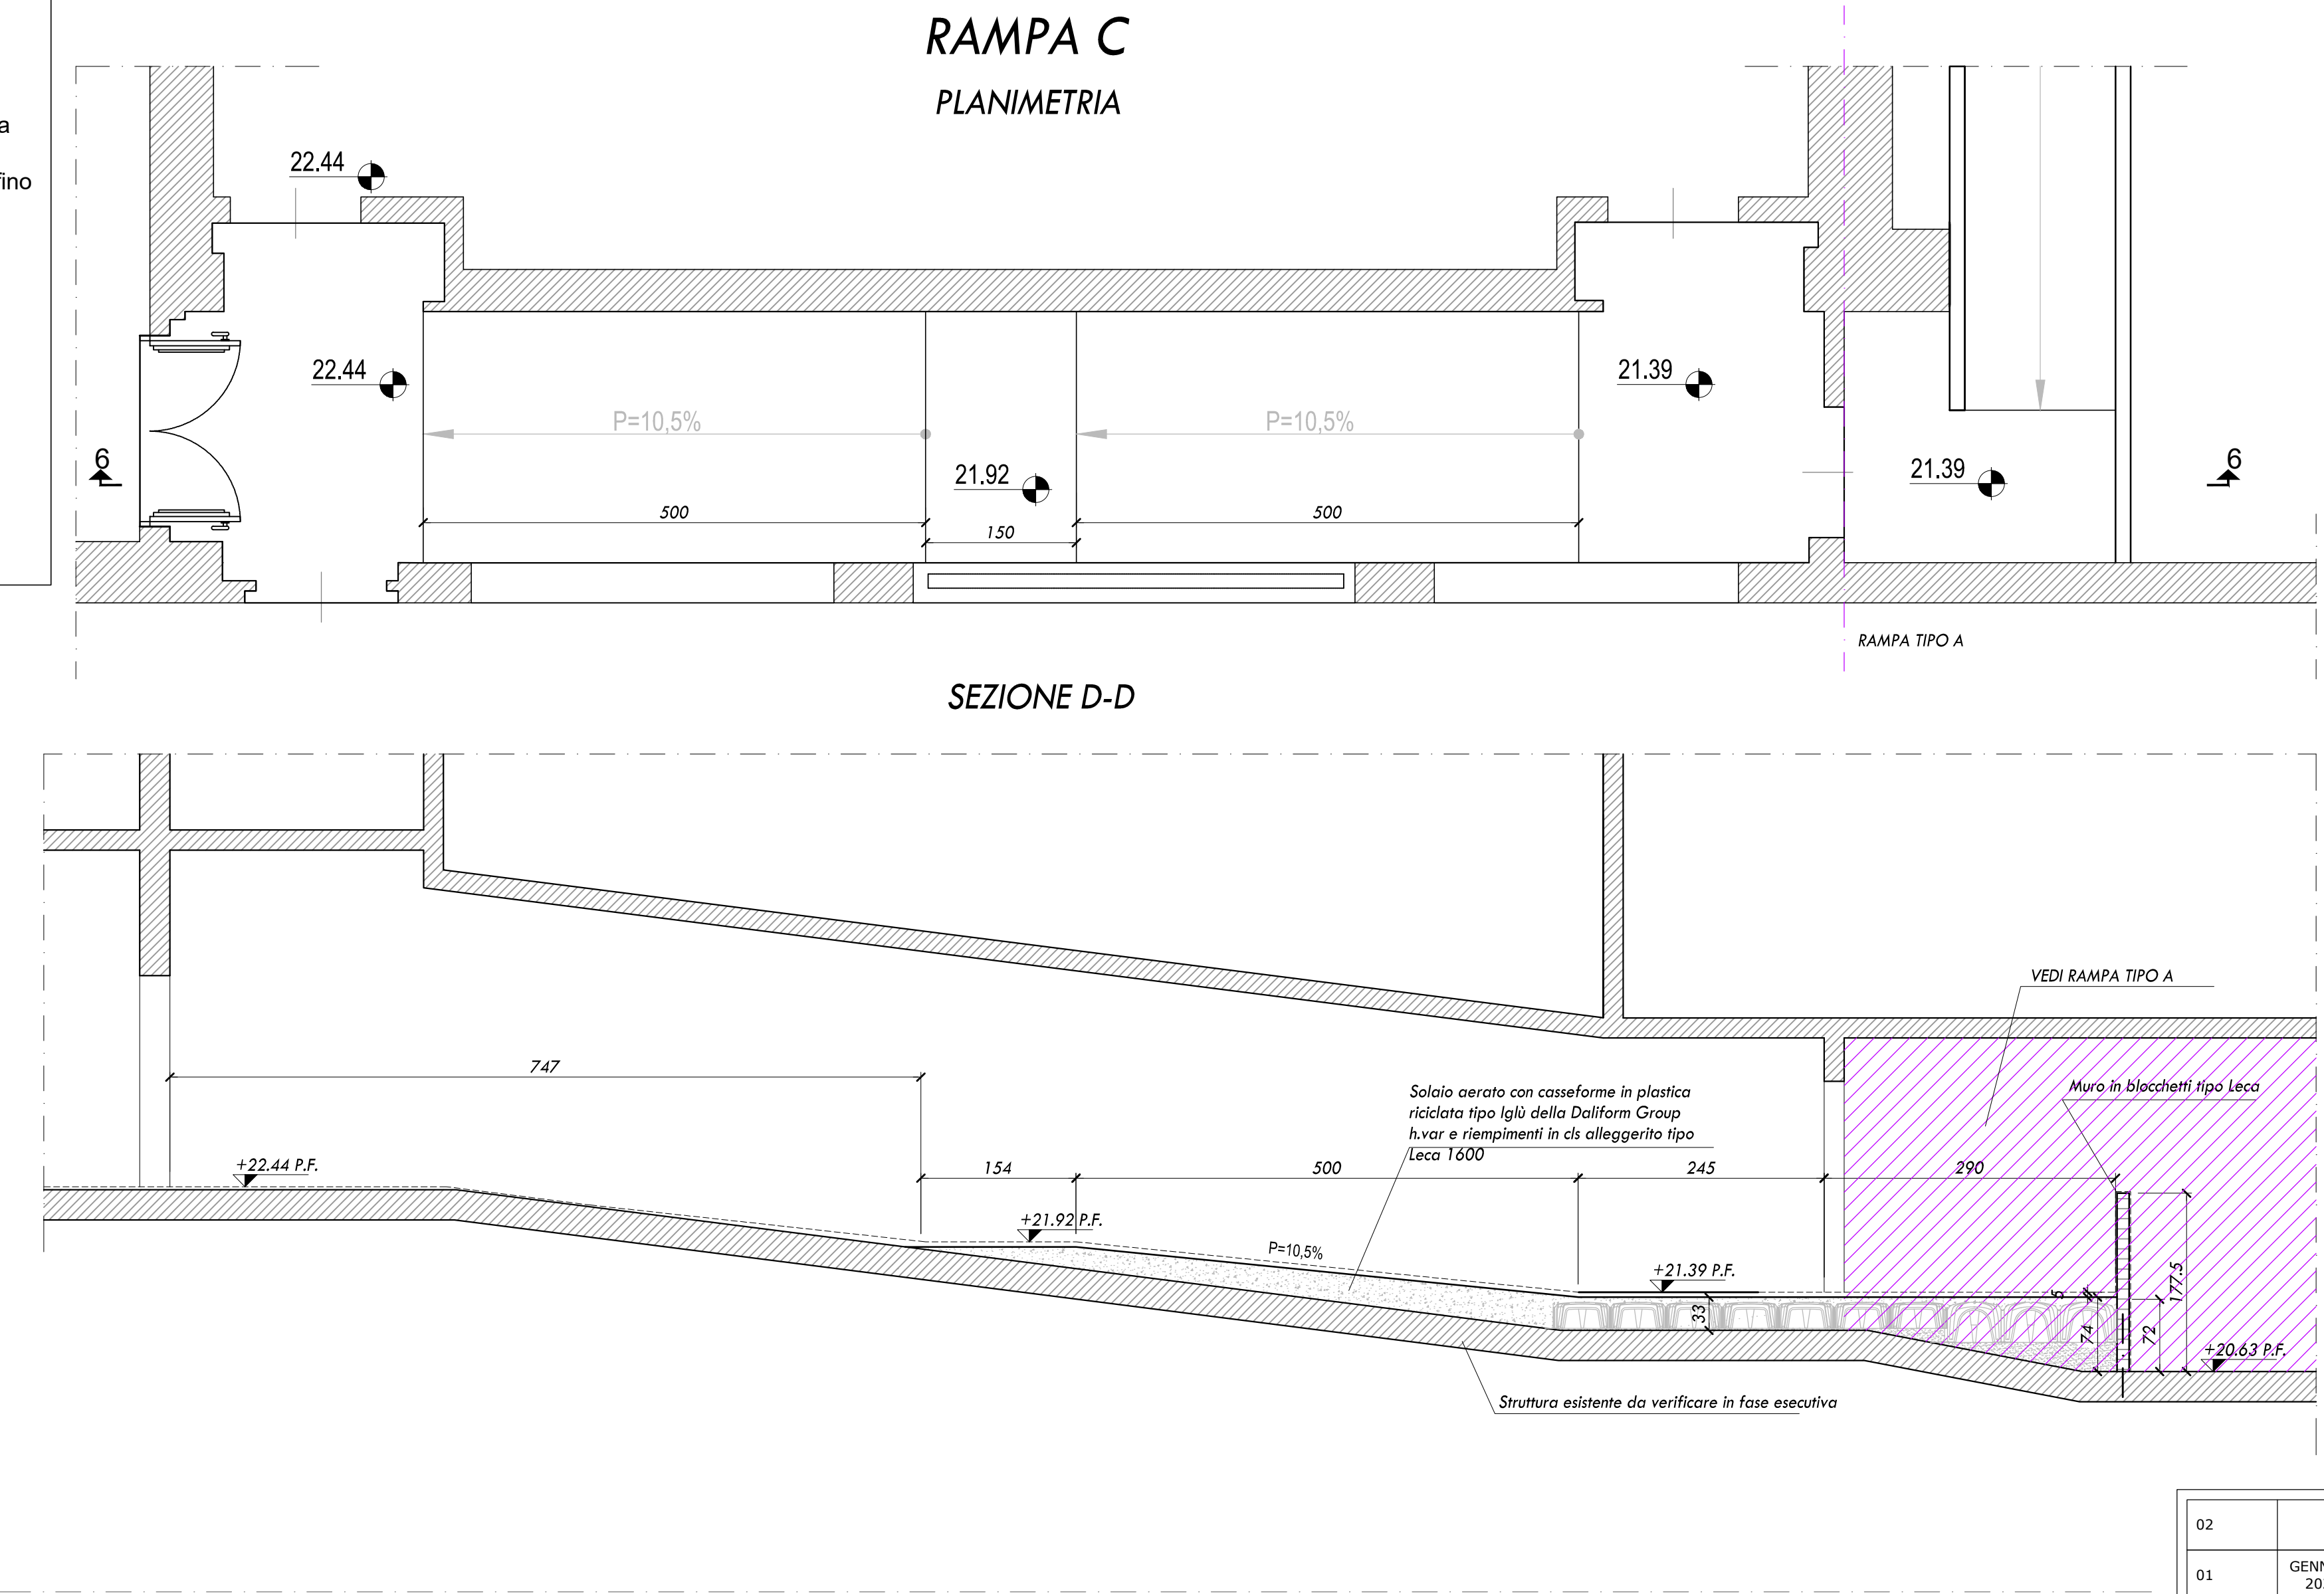 RAMPA C
PLANIMETRIA
a
fino
22.44
22.44
P=10,5%
P=10,5%
21.39
21.92
21.39
6
6
500
150
500
RAMPA TIPO A
SEZIONE D-D
VEDI RAMPA TIPO A
Muro in blocchetti tipo Leca
747
Solaio aerato con casseforme in plastica
riciclata tipo Iglù della Daliform Group
h.var e riempimenti in cls alleggerito tipo
Leca 1600
+22.44 P.F.
154
500
245
290
+21.92 P.F.
P=10,5%
+21.39 P.F.
33
5
74
72
177.5
+20.63 P.F.
Struttura esistente da verificare in fase esecutiva
02
01